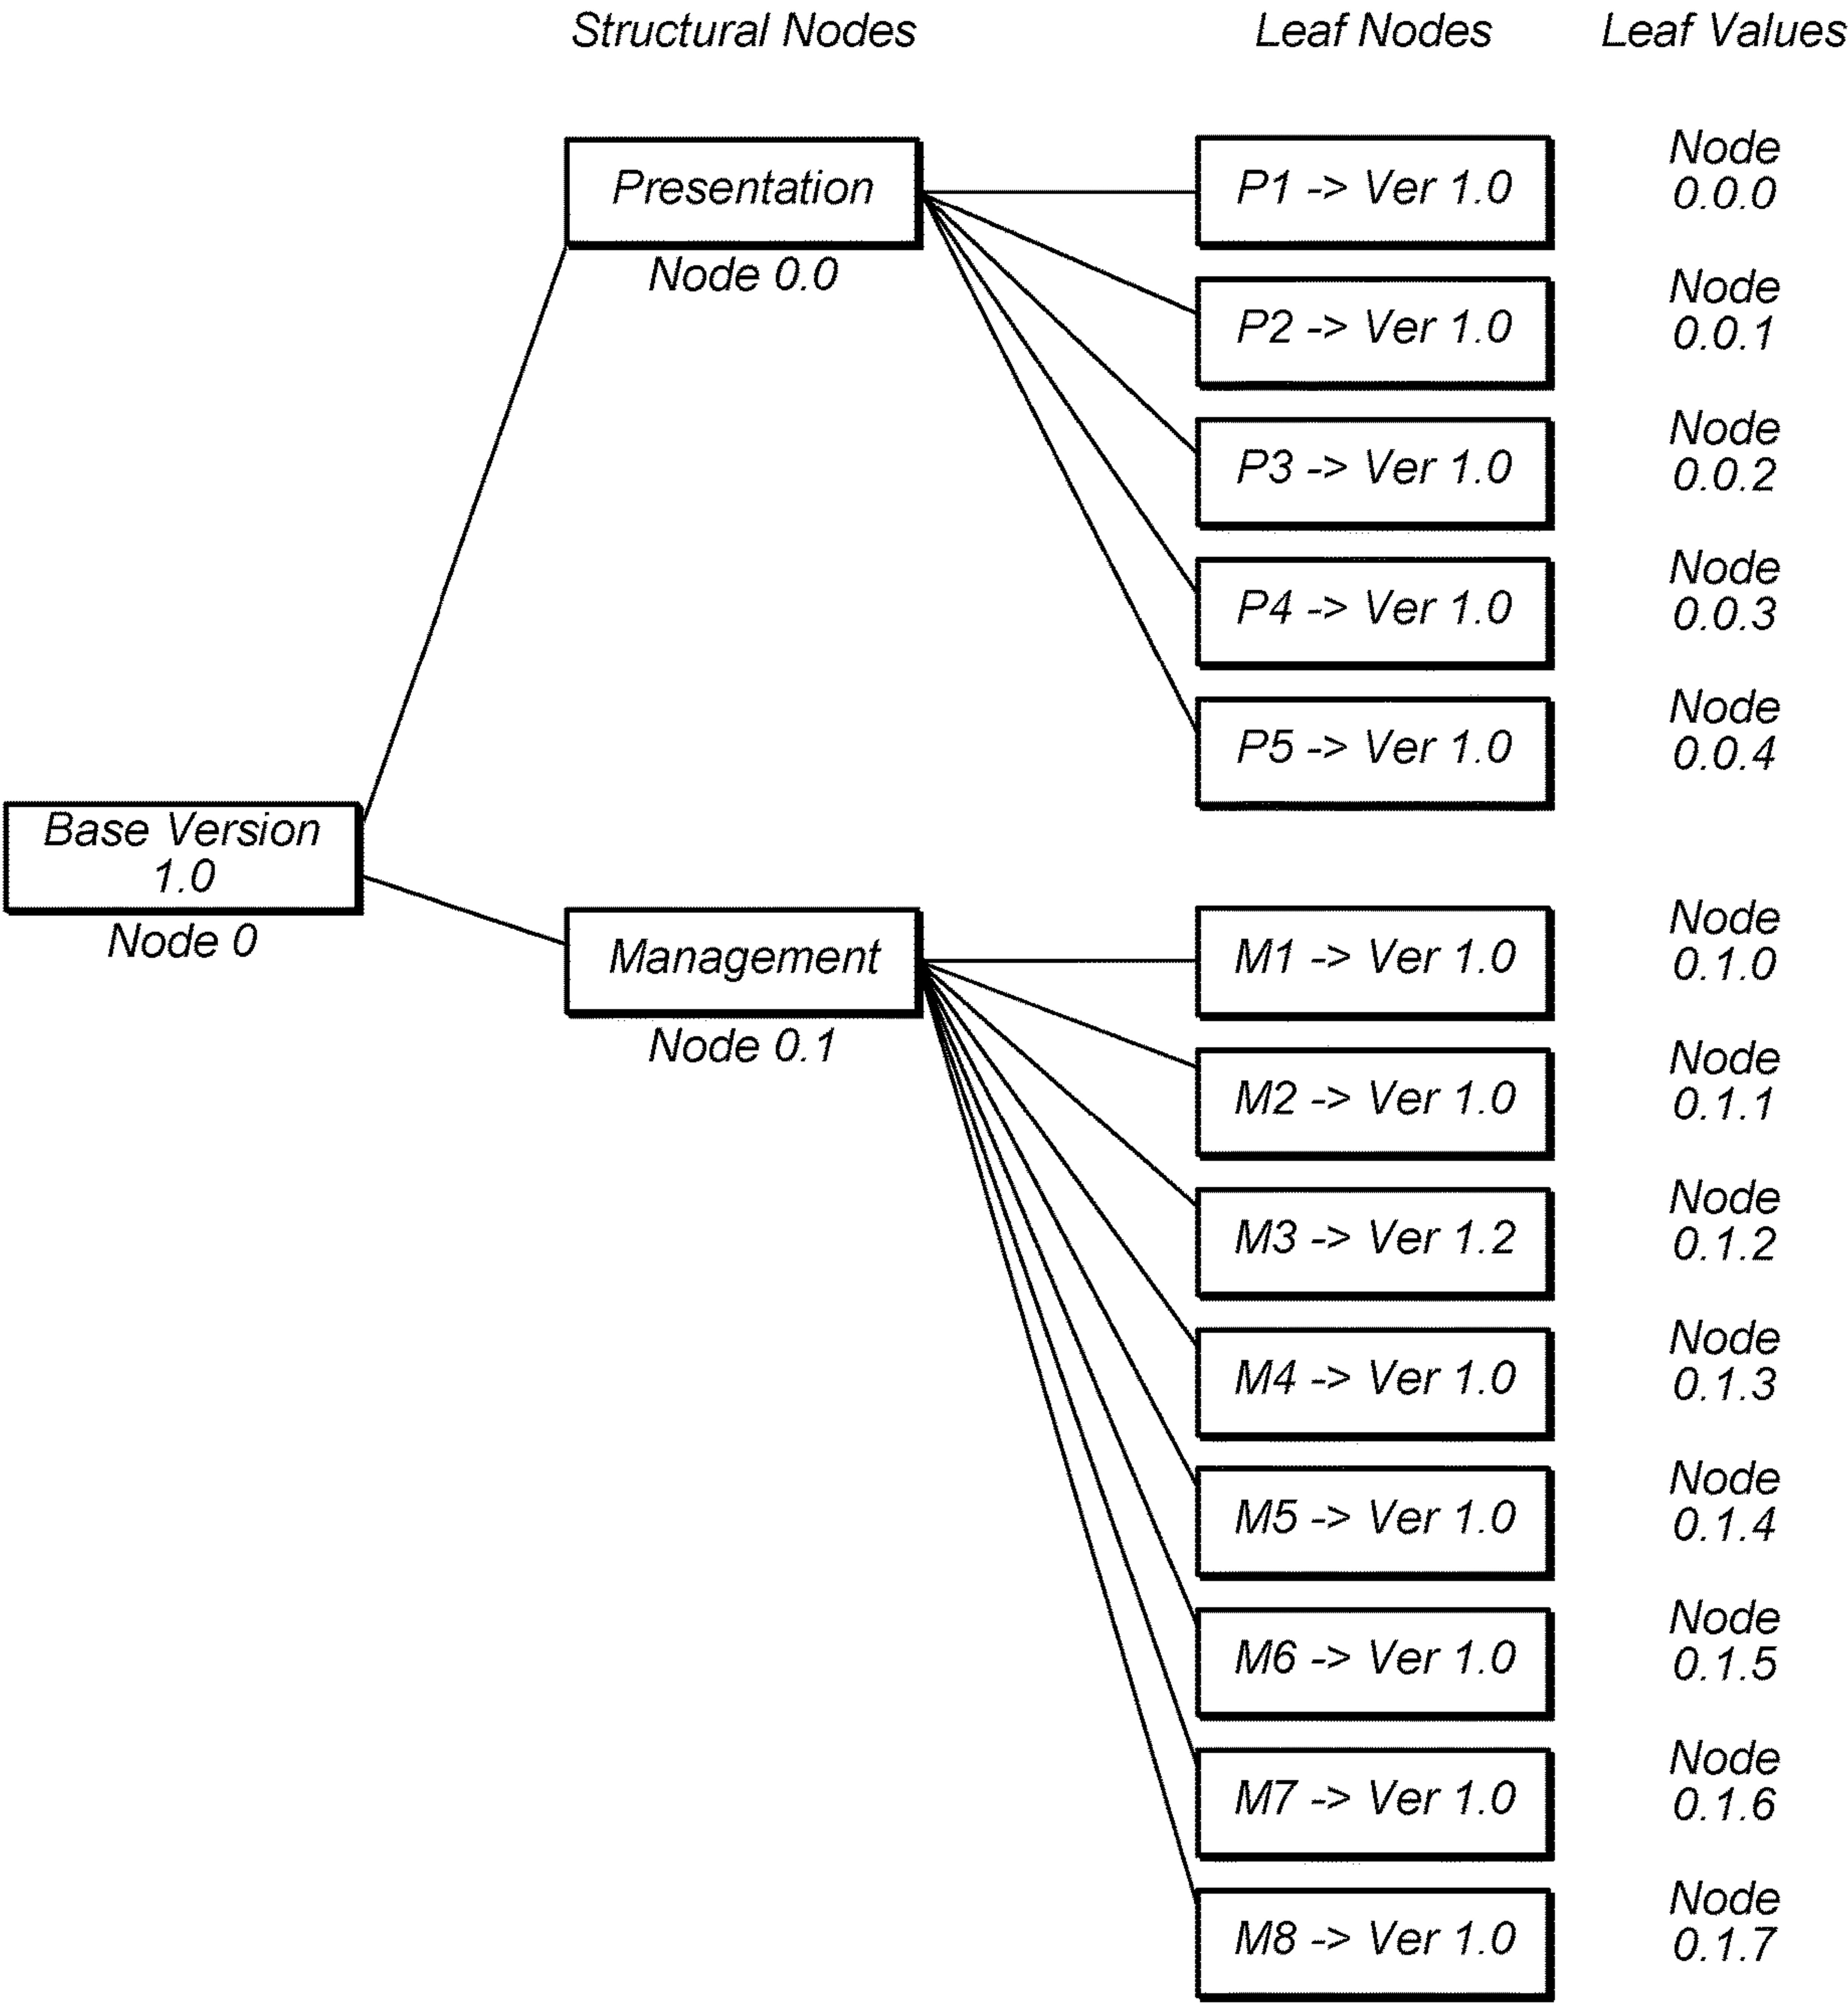 Structural Nodes
Leaf Nodes
Leaf Values
Presentation
Node 0.0
P1 -> Ver 1.0
Node
0.0.0
P2 -> Ver 1.0
Node
0.0.1
P3 -> Ver 1.0
Node
0.0.2
P4 -> Ver 1.0
Node
0.0.3
P5 -> Ver 1.0
Node
0.0.4
Base Version
1.0
Node 0
Management
Node 0.1
M1 -> Ver 1.0
Node
0.1.0
M2 -> Ver 1.0
Node
0.1.1
M3 -> Ver 1.2
Node
0.1.2
M4 -> Ver 1.0
Node
0.1.3
M5 -> Ver 1.0
Node
0.1.4
M6 -> Ver 1.0
Node
0.1.5
M7 -> Ver 1.0
Node
0.1.6
M8 -> Ver 1.0
Node
0.1.7